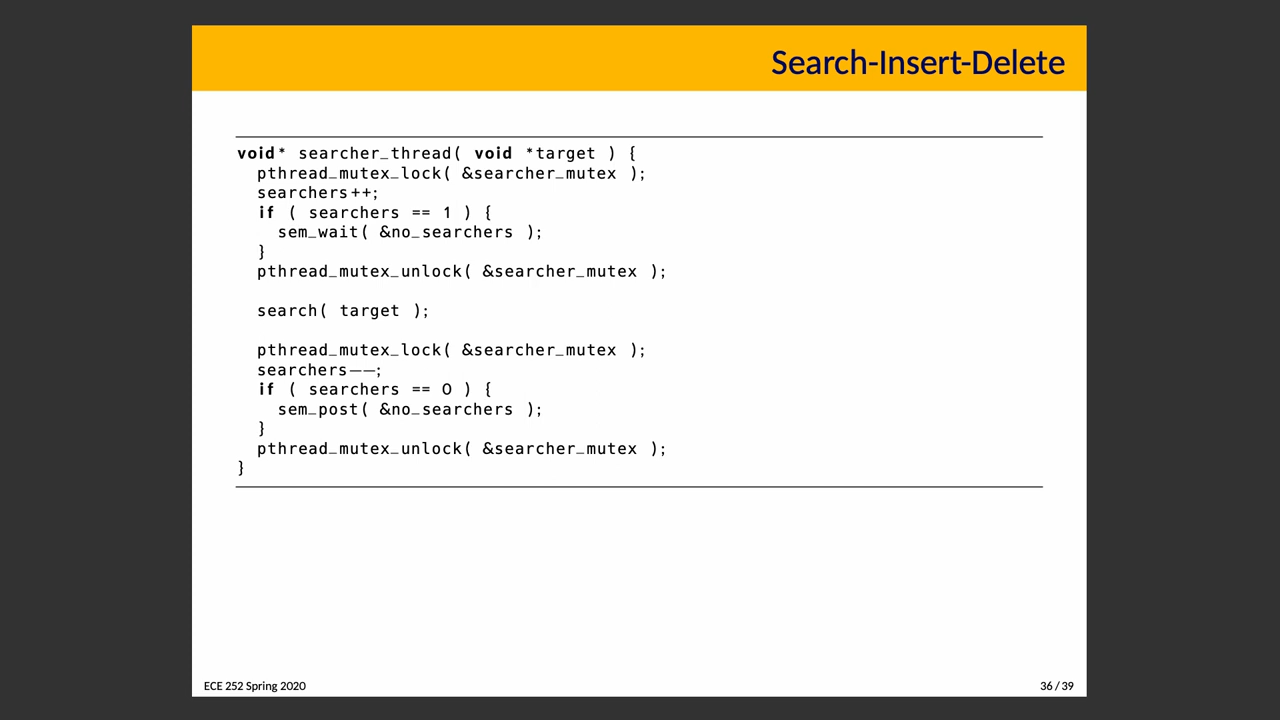 Search-Insert-Delete
void* searcher_thread( void *target ) {
  pthread_mutex_lock( &searcher_mutex );
  searchers++;
  if ( searchers == 1 ) {
    sem_wait( &no_searchers );
  }
  pthread_mutex_unlock( &searcher_mutex );

  search( target );

  pthread_mutex_lock( &searcher_mutex );
  searchers--;
  if ( searchers == 0 ) {
    sem_post( &no_searchers );
  }
  pthread_mutex_unlock( &searcher_mutex );
}
ECE 252 Spring 2020
36 / 39